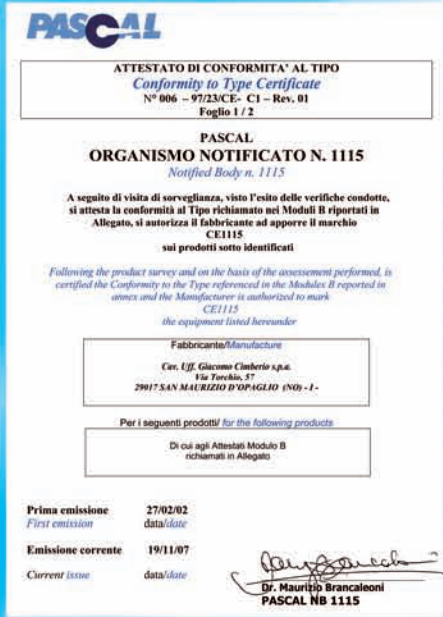 PASCAL
ATTESTATO DI CONFORMITA' AL TIPO
Conformity to Type Certificate
N° 006 – 97/23/CE- C1 – Rev. 01
Foglio 1 / 2
PASCAL
ORGANISMO NOTIFICATO N. 1115
Notified Body n. 1115
A seguito di visita di sorveglianza, visto l'esito delle verifiche condotte,
si attesta la conformità al Tipo richiamato nei Moduli B riportati in
Allegato, si autorizza il fabbricante ad apporre il marchio
CE1115
sui prodotti sotto identificati
Following the product survey and on the basis of the assessement performed, is
certified the Conformity to the Type referenced in the Modules B reported in
annex and the Manufacturer is authorized to mark
CE1115
the equipment listed hereunder
Fabbricante/Manufacture
Cav. Uff. Giacomo Cimberio s.p.a.
Via Torchio, 57
29017 SAN MAURIZIO D'OPAGLIO (NO) - I -
Per i seguenti prodotti/ for the following products
Di cui agli Attestati Modulo B
richiamati in Allegato
Prima emissione 27/02/02
First emission data/date
Emissione corrente 19/11/07
Current issue data/date
Dr. Maurizio Brancaleoni
PASCAL NB 1115